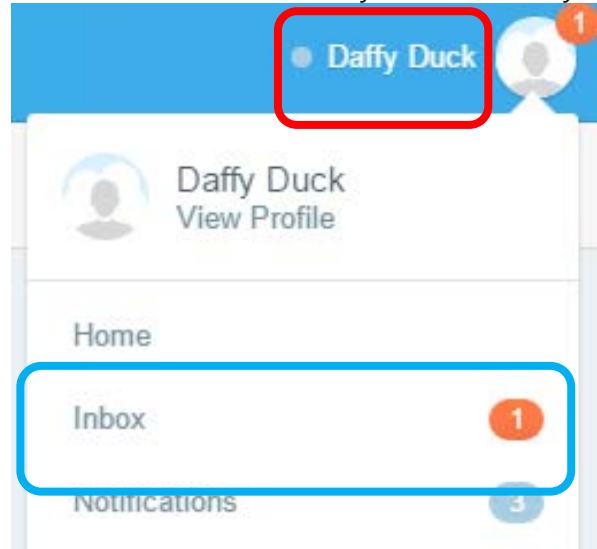 Daffy Duck 1
Daffy Duck
View Profile
Home
Inbox 1
Notifications 3